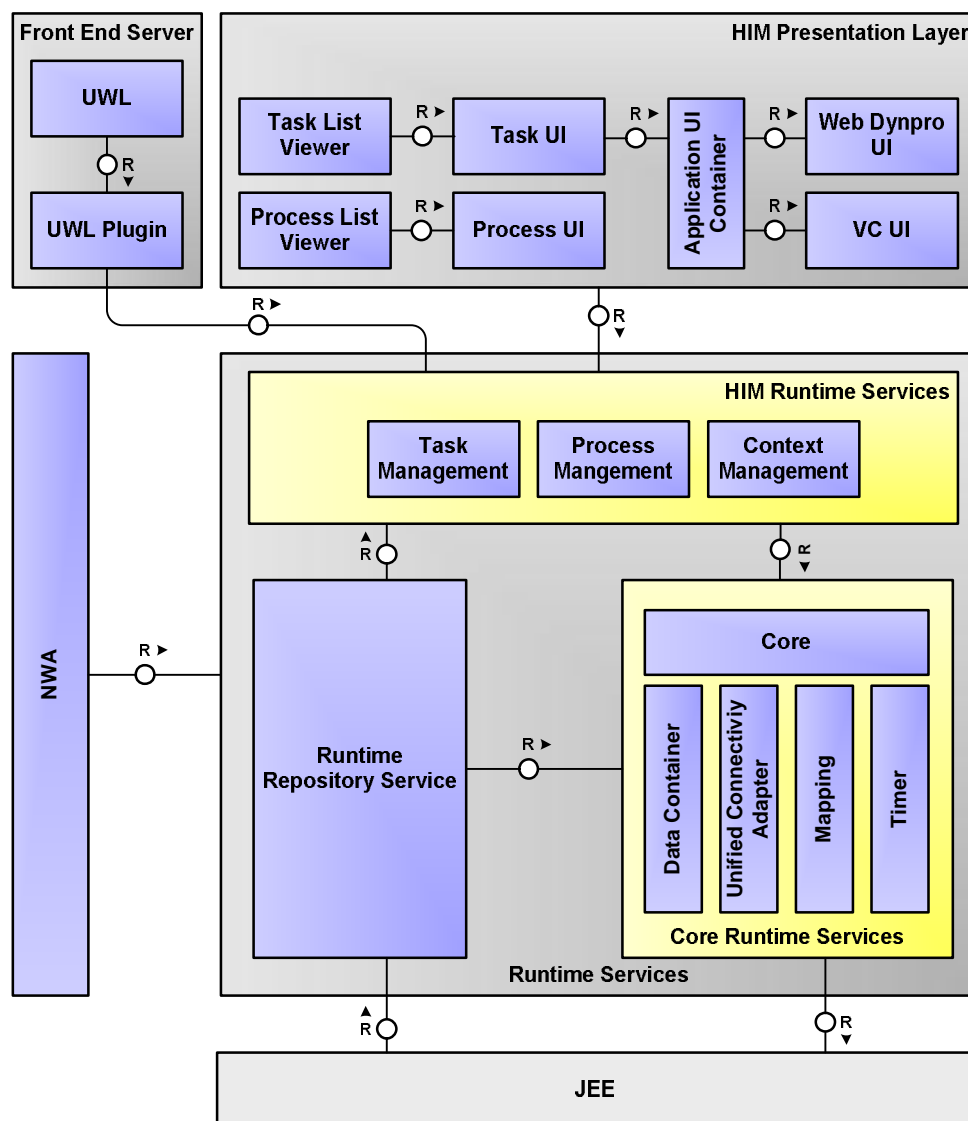 Front End Server
UWL
R
UWL Plugin
HIM Presentation Layer
Task List
Viewer
R
Task UI
R
Application UI
Container
R
Web Dynpro
UI
Process List
Viewer
R
Process UI
R
VC UI
R
R
NWA
R
HIM Runtime Services
Task
Management
Process
Mangement
Context
Management
R
R
Runtime
Repository Service
R
Core
Data Container
Unified Connectiviy
Adapter
Mapping
Timer
Core Runtime Services
Runtime Services
R
R
JEE